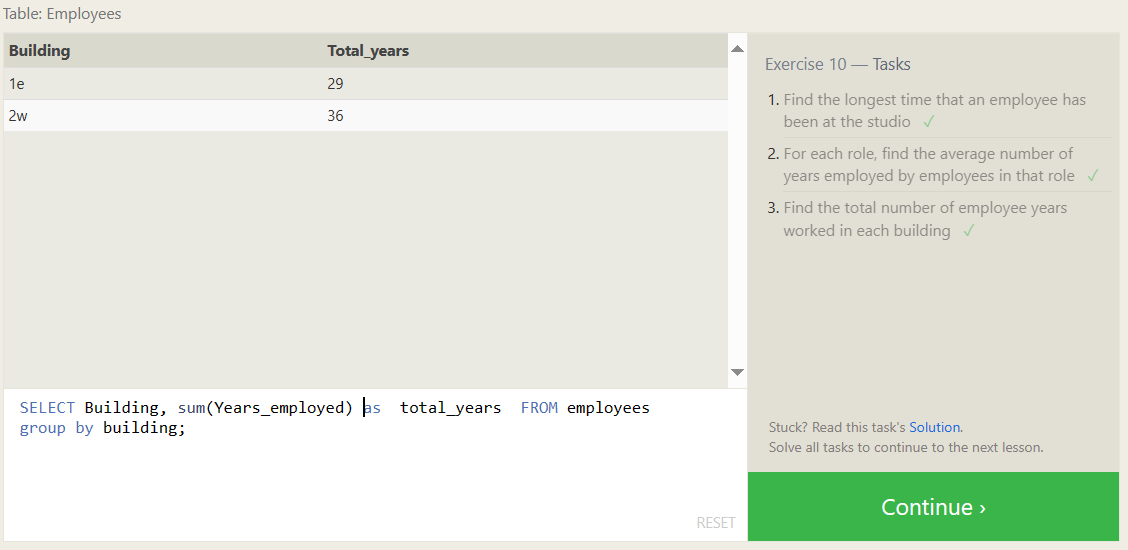 Table: Employees
Building Total_years
1e 29
2w 36
SELECT Building, sum(Years_employed) as  total_years  FROM employees
group by building;
RESET
Exercise 10 — Tasks
1. Find the longest time that an employee has
been at the studio ✓
2. For each role, find the average number of
years employed by employees in that role ✓
3. Find the total number of employee years
worked in each building ✓
Stuck? Read this task's Solution.
Solve all tasks to continue to the next lesson.
Continue ›